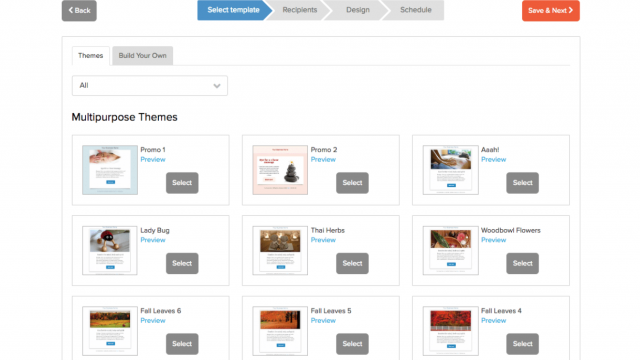 Back
Select template
Recipients
Design
Schedule
Save & Next
Themes
Build Your Own
All
Multipurpose Themes
Promo 1
Preview
Select
Promo 2
Preview
Select
Aaah!
Preview
Select
Lady Bug
Preview
Select
Thai Herbs
Preview
Select
Woodbowl Flowers
Preview
Select
Fall Leaves 6
Preview
Select
Fall Leaves 5
Preview
Select
Fall Leaves 4
Preview
Select